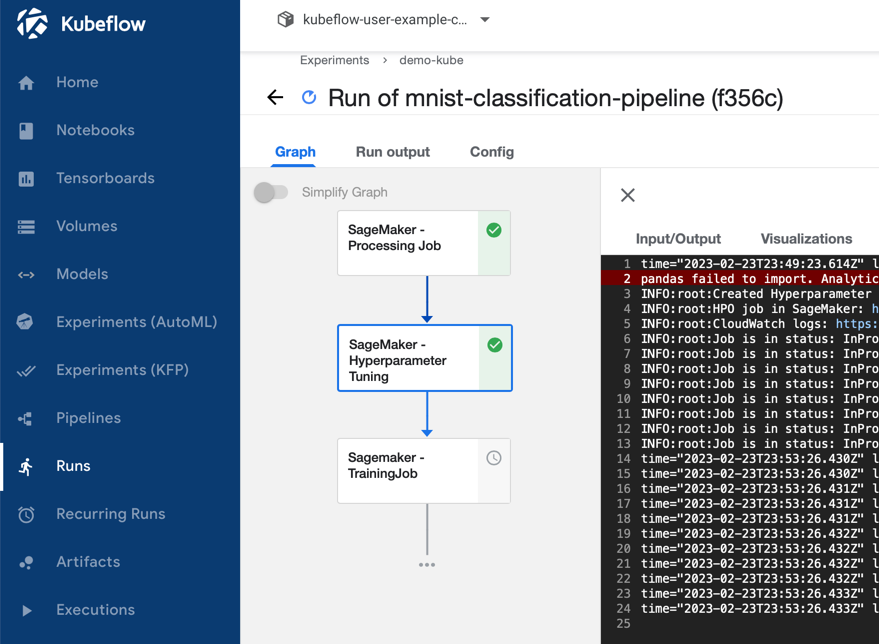 Kubeflow
kubeflow-user-example-c...
Home
Notebooks
Tensorboards
Volumes
Models
Experiments (AutoML)
Experiments (KFP)
Pipelines
Runs
Recurring Runs
Artifacts
Executions
Experiments > demo-kube
Run of mnist-classification-pipeline (f356c)
Graph Run output Config
Simplify Graph
SageMaker -
Processing Job
SageMaker -
Hyperparameter
Tuning
Sagemaker -
TrainingJob
Input/Output Visualizations
1 time="2023-02-23T23:49:23.614Z" l
2 pandas failed to import. Analytic
3 INFO:root:Created Hyperparameter
4 INFO:root:HPO job in SageMaker: h
5 INFO:root:CloudWatch logs: https:
6 INFO:root:Job is in status: InPro
7 INFO:root:Job is in status: InPro
8 INFO:root:Job is in status: InPro
9 INFO:root:Job is in status: InPro
10 INFO:root:Job is in status: InPro
11 INFO:root:Job is in status: InPro
12 INFO:root:Job is in status: InPro
13 INFO:root:Job is in status: InPro
14 time="2023-02-23T23:53:26.430Z" l
15 time="2023-02-23T23:53:26.430Z" l
16 time="2023-02-23T23:53:26.431Z" l
17 time="2023-02-23T23:53:26.431Z" l
18 time="2023-02-23T23:53:26.431Z" l
19 time="2023-02-23T23:53:26.432Z" l
20 time="2023-02-23T23:53:26.432Z" l
21 time="2023-02-23T23:53:26.432Z" l
22 time="2023-02-23T23:53:26.432Z" l
23 time="2023-02-23T23:53:26.433Z" l
24 time="2023-02-23T23:53:26.433Z" l
25